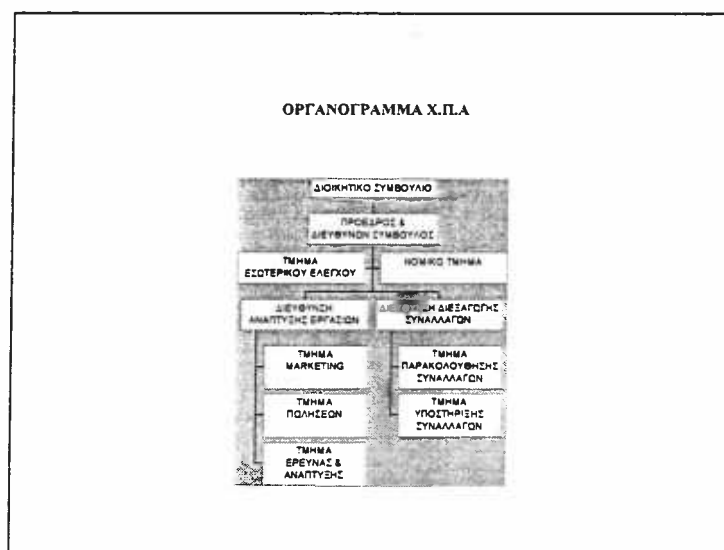 ΟΡΓΑΝΟΓΡΑΜΜΑ Χ.Π.Α
ΔΙΟΙΚΗΤΙΚΟ ΣΥΜΒΟΥΛΙΟ
ΠΡΟΕΔΡΟΣ &
ΔΙΕΥΘΥΝΩΝ ΣΥΜΒΟΥΛΟΣ
ΤΜΗΜΑ
ΕΣΩΤΕΡΙΚΟΥ ΕΛΕΓΧΟΥ
ΝΟΜΙΚΟ ΤΜΗΜΑ
ΔΙΕΥΘΥΝΣΗ
ΑΝΑΠΤΥΞΗΣ ΕΡΓΑΣΙΩΝ
ΔΙΕΞΑΓΩΓΗΣ
ΣΥΝΑΛΛΑΓΩΝ
ΤΜΗΜΑ
MARKETING
ΤΜΗΜΑ
ΠΑΡΑΚΟΛΟΥΘΗΣΗΣ
ΣΥΝΑΛΛΑΓΩΝ
ΤΜΗΜΑ
ΠΩΛΗΣΕΩΝ
ΤΜΗΜΑ
ΥΠΟΣΤΗΡΙΞΗΣ
ΣΥΝΑΛΛΑΓΩΝ
ΤΜΗΜΑ
ΕΡΕΥΝΑΣ &
ΑΝΑΠΤΥΞΗΣ